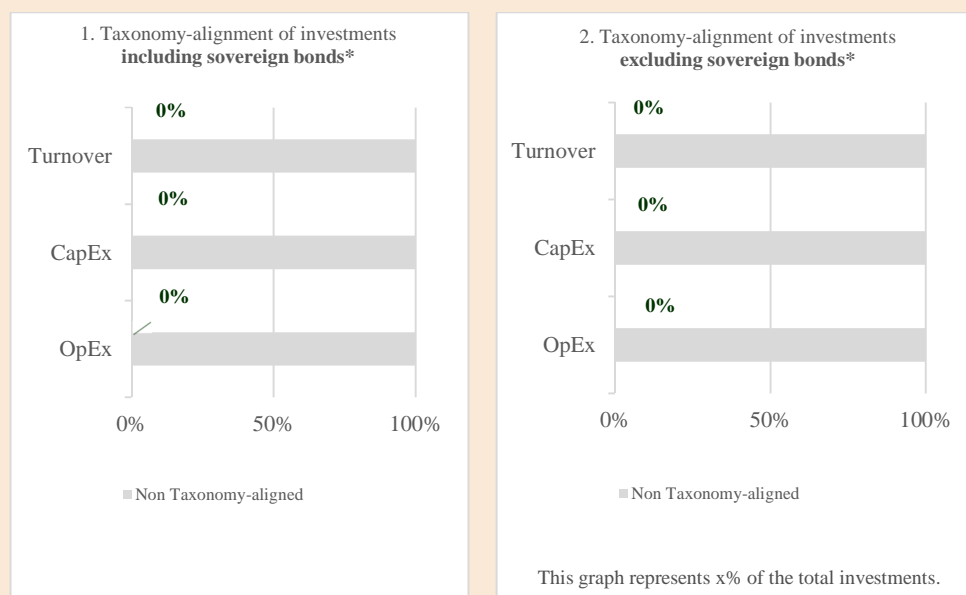 1. Taxonomy-alignment of investments
including sovereign bonds*
0%
Turnover
0%
CapEx
0%
OpEx
0%
50%
100%
Non Taxonomy-aligned
2. Taxonomy-alignment of investments
excluding sovereign bonds*
0%
Turnover
0%
CapEx
0%
OpEx
0%
50%
100%
Non Taxonomy-aligned
This graph represents x% of the total investments.